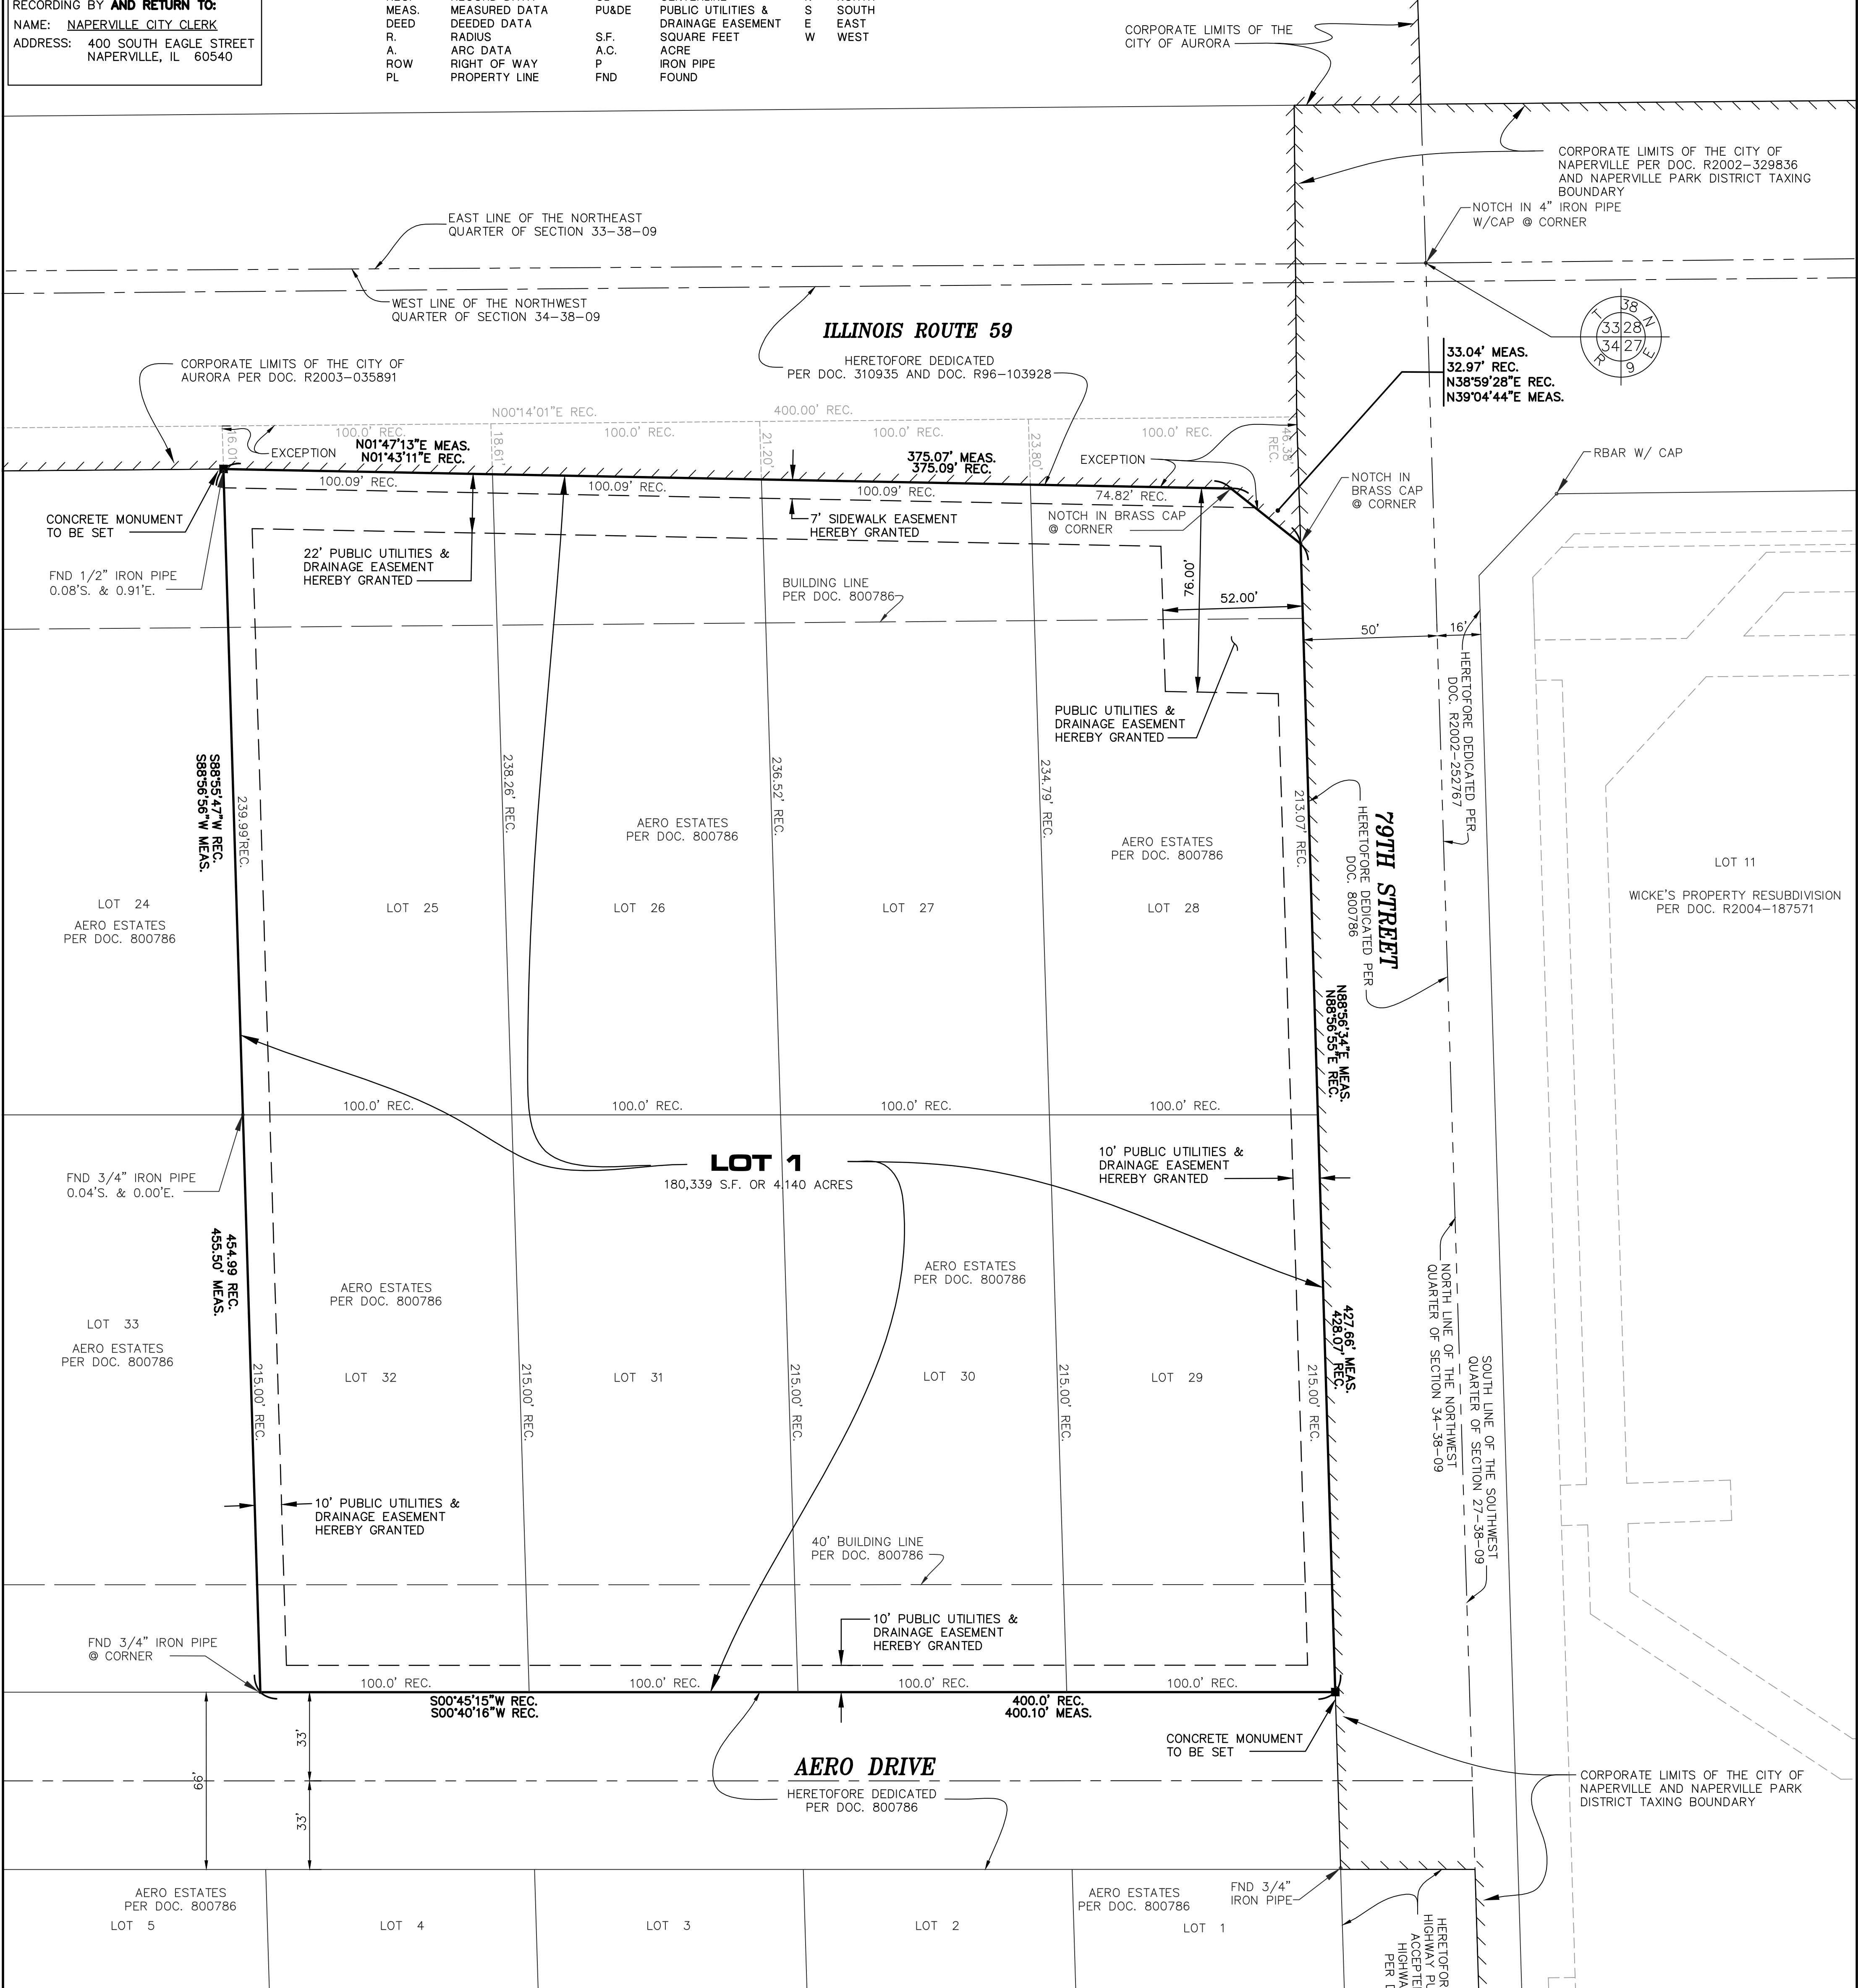 RECORDING BY AND RETURN TO:
NAME: NAPERVILLE CITY CLERK
ADDRESS: 400 SOUTH EAGLE STREET
NAPERVILLE, IL 60540
MEAS. MEASURED DATA PU&DE PUBLIC UTILITIES & S SOUTH
DEED DEEDED DATA DRAINAGE EASEMENT E EAST
R. RADIUS S.F. SQUARE FEET W WEST
A. ARC DATA A.C. ACRE
ROW RIGHT OF WAY P IRON PIPE
PL PROPERTY LINE FND FOUND
CORPORATE LIMITS OF THE
CITY OF AURORA
CORPORATE LIMITS OF THE CITY OF
NAPERVILLE PER DOC. R2002-329836
AND NAPERVILLE PARK DISTRICT TAXING
BOUNDARY
NOTCH IN 4" IRON PIPE
W/CAP @ CORNER
EAST LINE OF THE NORTHEAST
QUARTER OF SECTION 33-38-09
WEST LINE OF THE NORTHWEST
QUARTER OF SECTION 34-38-09
ILLINOIS ROUTE 59
HERETOFORE DEDICATED
PER DOC. 310935 AND DOC. R96-103928
T 38 N
33 28
34 27
R 9 E
33.04' MEAS.
32.97' REC.
N38°59'28"E REC.
N39°04'44"E MEAS.
CORPORATE LIMITS OF THE CITY OF
AURORA PER DOC. R2003-035891
N00°14'01"E REC. 400.00' REC.
100.0' REC. 100.0' REC. 100.0' REC. 100.0' REC.
16.01'
18.61'
21.20'
23.80'
46.38'
REC.
EXCEPTION
N01°47'13"E MEAS.
N01°43'11"E REC.
375.07' MEAS.
375.09' REC.
EXCEPTION
RBAR W/ CAP
100.09' REC. 100.09' REC. 100.09' REC. 74.82' REC.
NOTCH IN
BRASS CAP
@ CORNER
CONCRETE MONUMENT
TO BE SET
7' SIDEWALK EASEMENT
HEREBY GRANTED
NOTCH IN BRASS CAP
@ CORNER
22' PUBLIC UTILITIES &
DRAINAGE EASEMENT
HEREBY GRANTED
FND 1/2" IRON PIPE
0.08'S. & 0.91'E.
BUILDING LINE
PER DOC. 800786
76.00'
52.00'
50'
16'
HERETOFORE DEDICATED PER
DOC. R2002-252767
PUBLIC UTILITIES &
DRAINAGE EASEMENT
HEREBY GRANTED
S88°55'47"W REC.
S88°56'56"W MEAS.
239.99'REC.
238.26' REC.
236.52' REC.
234.79' REC.
213.07' REC.
AERO ESTATES
PER DOC. 800786
AERO ESTATES
PER DOC. 800786
79TH STREET
HERETOFORE DEDICATED PER
DOC. 800786
LOT 11
WICKE'S PROPERTY RESUBDIVISION
PER DOC. R2004-187571
LOT 24
AERO ESTATES
PER DOC. 800786
LOT 25
LOT 26
LOT 27
LOT 28
N88°56'34"E MEAS.
N88°56'55"E REC.
100.0' REC. 100.0' REC. 100.0' REC. 100.0' REC.
LOT 1
180,339 S.F. OR 4.140 ACRES
10' PUBLIC UTILITIES &
DRAINAGE EASEMENT
HEREBY GRANTED
FND 3/4" IRON PIPE
0.04'S. & 0.00'E.
454.99 REC.
455.50' MEAS.
AERO ESTATES
PER DOC. 800786
AERO ESTATES
PER DOC. 800786
427.66' MEAS.
428.07' REC.
NORTH LINE OF THE NORTHWEST
QUARTER OF SECTION 34-38-09
SOUTH LINE OF THE SOUTHWEST
QUARTER OF SECTION 27-38-09
LOT 33
AERO ESTATES
PER DOC. 800786
215.00' REC.
LOT 32
215.00' REC.
LOT 31
215.00' REC.
LOT 30
215.00' REC.
LOT 29
215.00' REC.
10' PUBLIC UTILITIES &
DRAINAGE EASEMENT
HEREBY GRANTED
40' BUILDING LINE
PER DOC. 800786
10' PUBLIC UTILITIES &
DRAINAGE EASEMENT
HEREBY GRANTED
FND 3/4" IRON PIPE
@ CORNER
100.0' REC. 100.0' REC. 100.0' REC. 100.0' REC.
S00°45'15"W REC.
S00°40'16"W REC.
400.0' REC.
400.10' MEAS.
CONCRETE MONUMENT
TO BE SET
33'
66'
33'
AERO DRIVE
HERETOFORE DEDICATED
PER DOC. 800786
CORPORATE LIMITS OF THE CITY OF
NAPERVILLE AND NAPERVILLE PARK
DISTRICT TAXING BOUNDARY
AERO ESTATES
PER DOC. 800786
LOT 5
LOT 4
LOT 3
LOT 2
AERO ESTATES
PER DOC. 800786
LOT 1
FND 3/4"
IRON PIPE